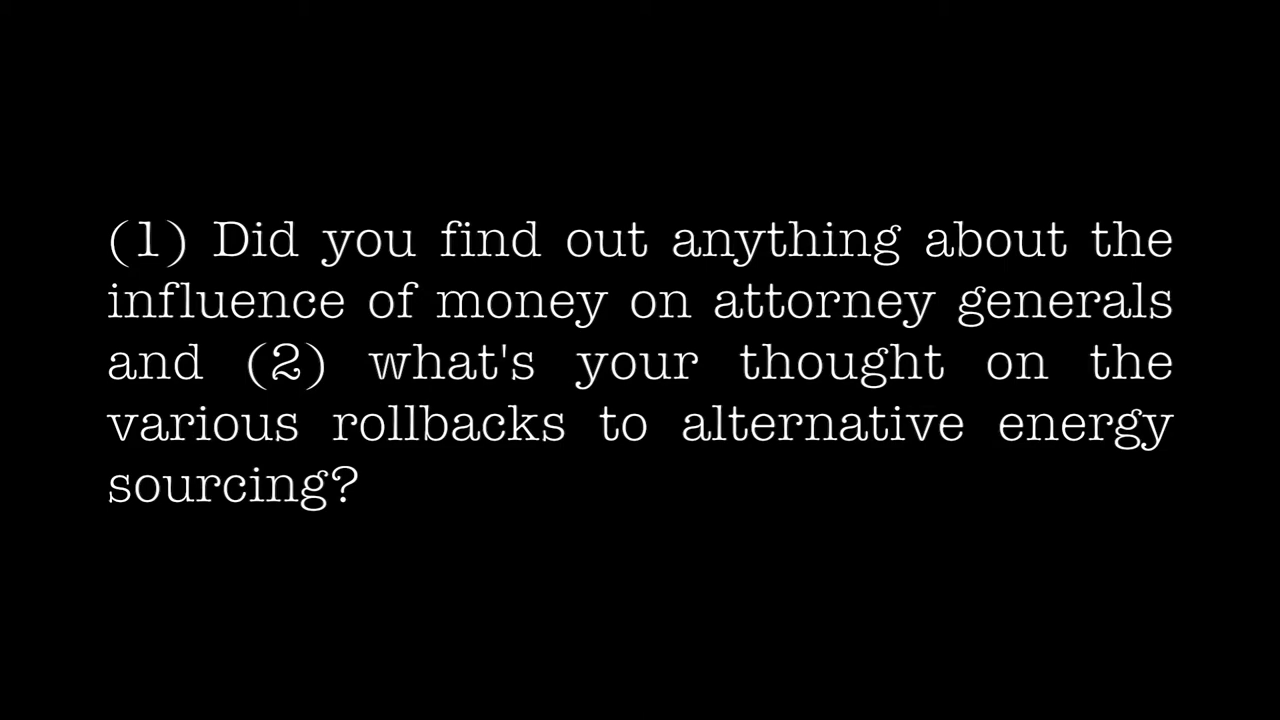 (1) Did you find out anything about the
influence of money on attorney generals
and (2) what's your thought on the
various rollbacks to alternative energy
sourcing?